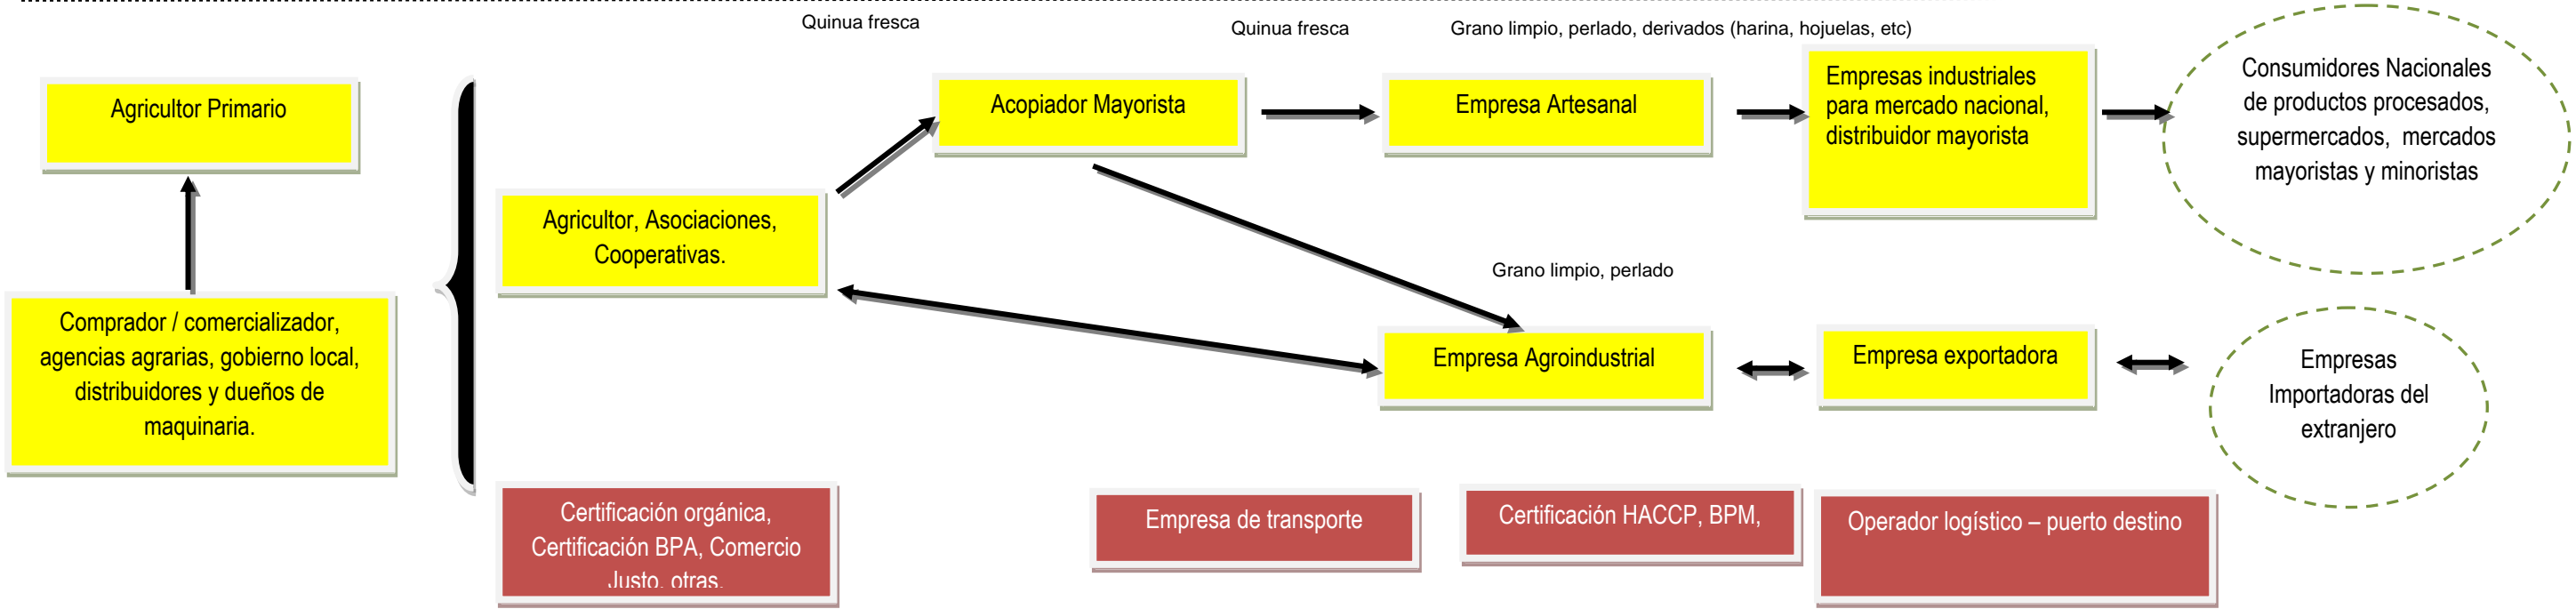 Quinua fresca
Quinua fresca
Grano limpio, perlado, derivados (harina, hojuelas, etc)
Agricultor Primario
Comprador / comercializador,
agencias agrarias, gobierno local,
distribuidores y dueños de
maquinaria.
Agricultor, Asociaciones,
Cooperativas.
Acopiador Mayorista
Empresa Artesanal
Empresas industriales
para mercado nacional,
distribuidor mayorista
Consumidores Nacionales
de productos procesados,
supermercados, mercados
mayoristas y minoristas
Grano limpio, perlado
Empresa Agroindustrial
Empresa exportadora
Empresas
Importadoras del
extranjero
Certificación orgánica,
Certificación BPA, Comercio
Justo, otras.
Empresa de transporte
Certificación HACCP, BPM,
Operador logístico – puerto destino